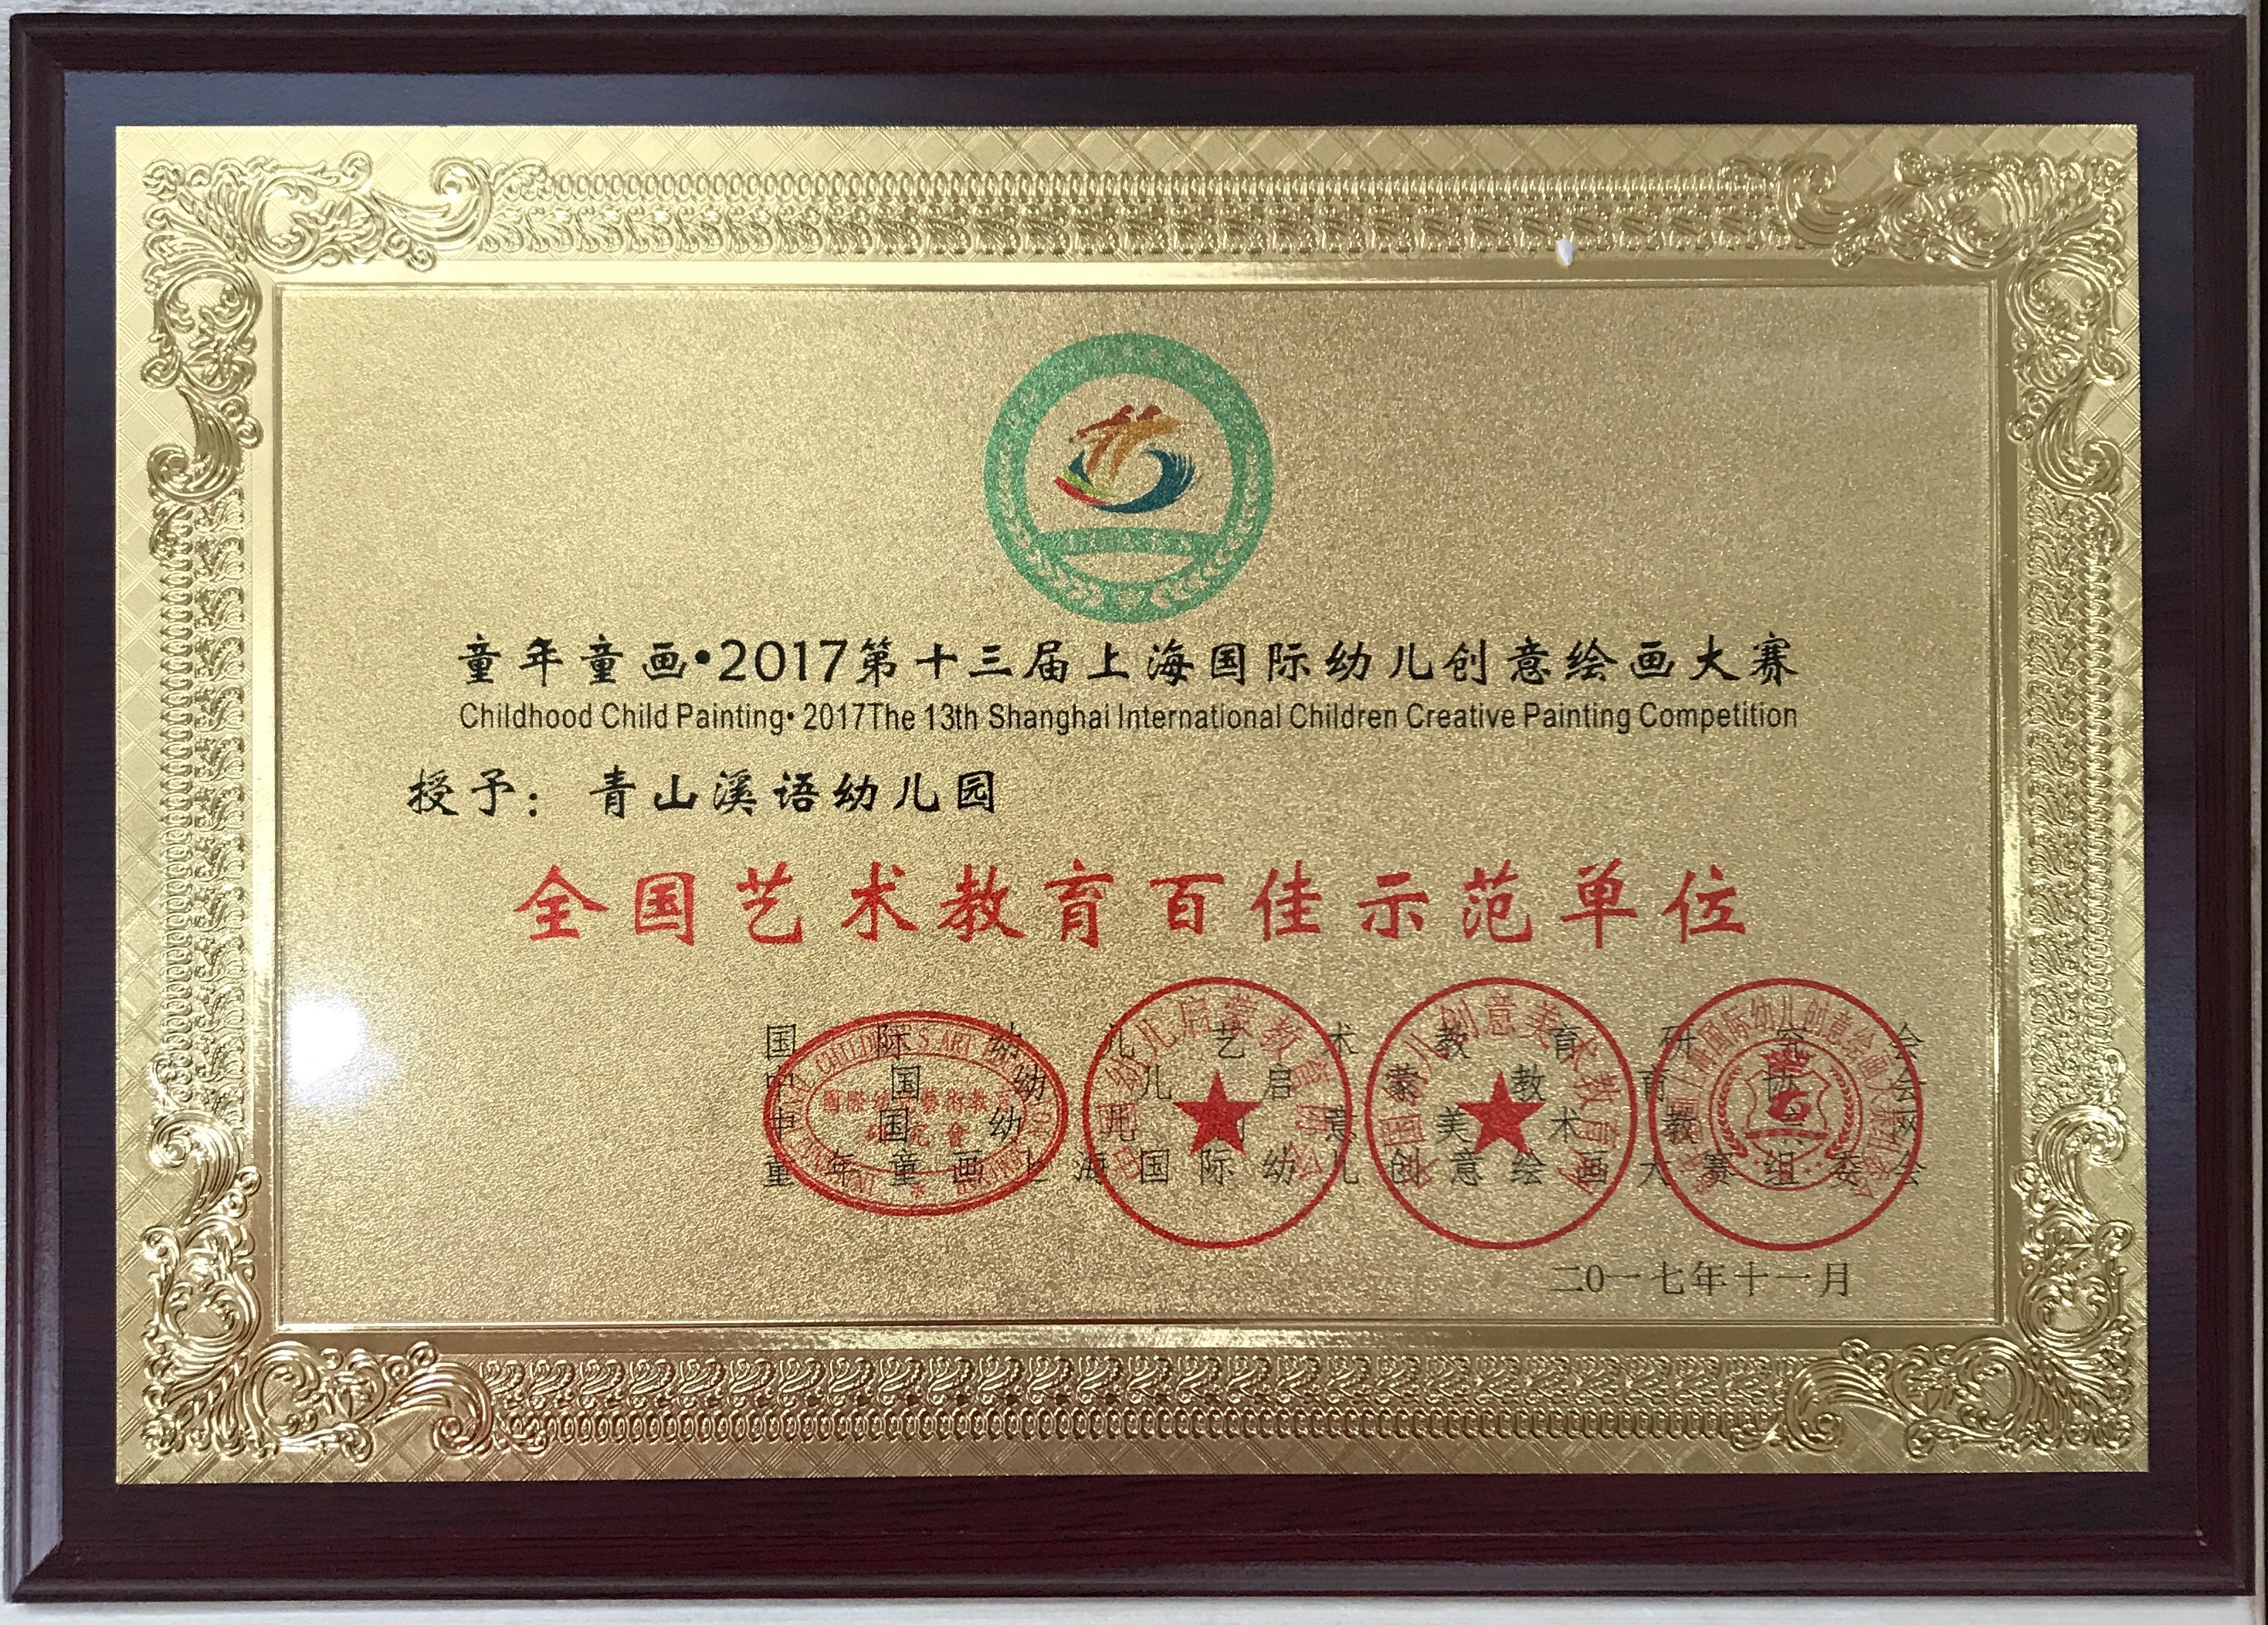 童年童画•2017第十三届上海国际幼儿创意绘画大赛
Childhood Child Painting• 2017The 13th Shanghai International Children Creative Painting Competition
授予：青山溪语幼儿园
全国艺术教育百佳示范单位
国际幼儿艺术教育研究会
中国幼儿启蒙教育协会
中国幼儿创意美术教育网
童年童画上海国际幼儿创意绘画大赛组委会
二0一七年十一月